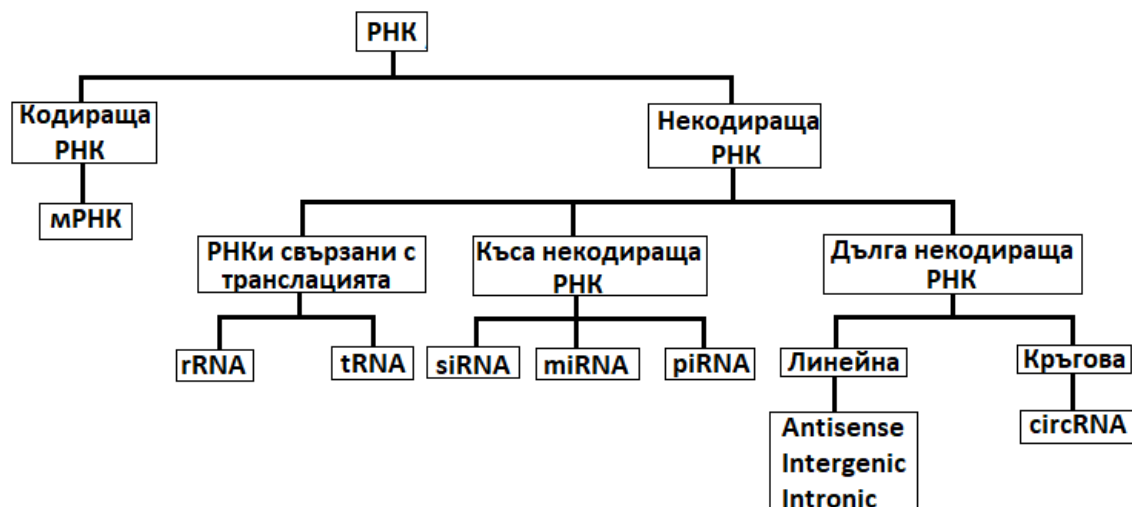 РНК
Кодираща
РНК
Некодираща
РНК
мРНК
РНКи свързани с
транслацията
Къса некодираща
РНК
Дълга некодираща
РНК
rRNA
tRNA
siRNA
miRNA
piRNA
Линейна
Кръгова
Antisense
Intergenic
Intronic
circRNA